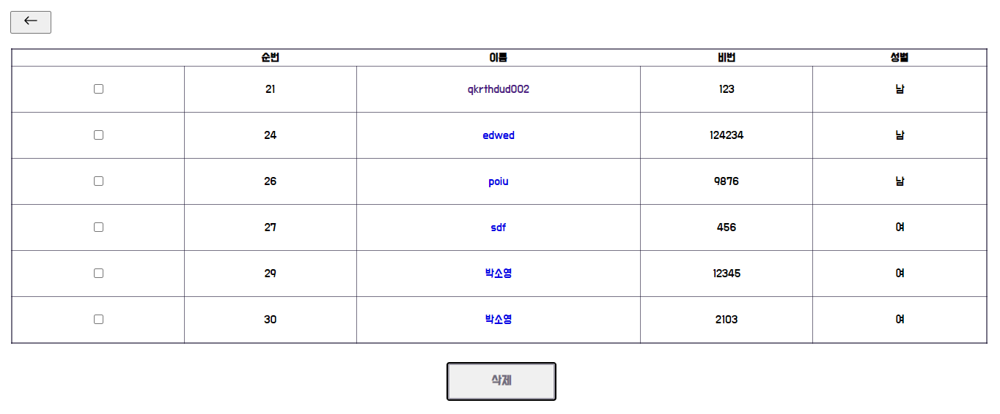 ←
순번 이름 비번 성별
21 qkrthdud002 123 남
24 edwed 124234 남
26 poiu 9876 남
27 sdf 456 여
29 박소영 12345 여
30 박소영 2103 여
삭제